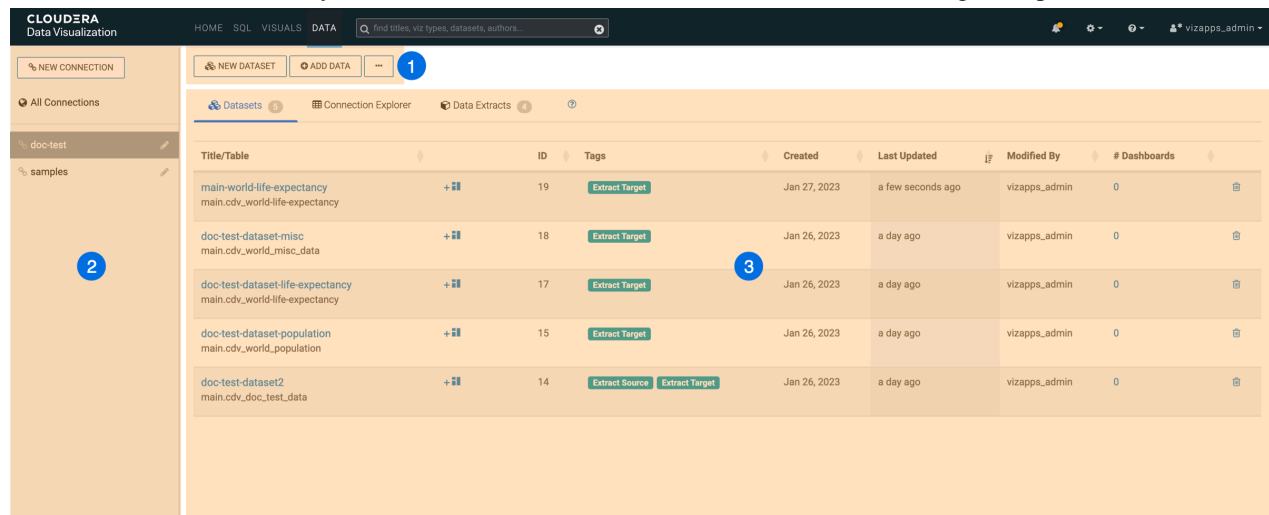 CLOUDERA
Data Visualization
HOME SQL VISUALS DATA find titles, viz types, datasets, authors... vizapps_admin
NEW CONNECTION
All Connections
doc-test
samples
2
NEW DATASET ADD DATA ... 1
Datasets 5 Connection Explorer Data Extracts 4
Title/Table ID Tags Created Last Updated Modified By # Dashboards
main-world-life-expectancy 19 Extract Target Jan 27, 2023 a few seconds ago vizapps_admin 0
main.cdv_world-life-expectancy
doc-test-dataset-misc 18 Extract Target Jan 26, 2023 a day ago vizapps_admin 0
main.cdv_world_misc_data
3
doc-test-dataset-life-expectancy 17 Extract Target Jan 26, 2023 a day ago vizapps_admin 0
main.cdv_world-life-expectancy
doc-test-dataset-population 15 Extract Target Jan 26, 2023 a day ago vizapps_admin 0
main.cdv_world_population
doc-test-dataset2 14 Extract Source Extract Target Jan 26, 2023 a day ago vizapps_admin 0
main.cdv_doc_test_data